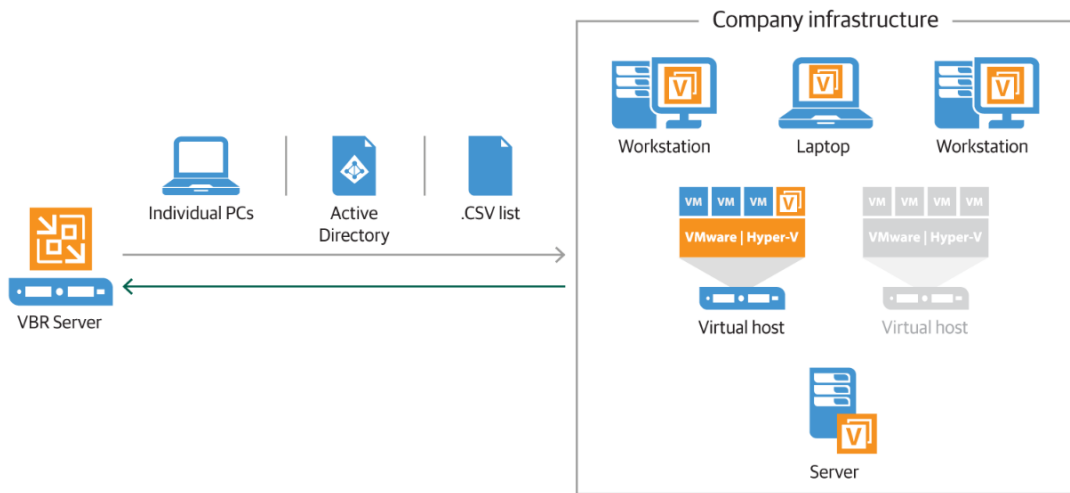 Company infrastructure
V
V
V
Workstation
Laptop
Workstation
Individual PCs
Active
Directory
.CSV list
VM VM VM V
VMware | Hyper-V
VM VM VM VM
VMware | Hyper-V
VBR Server
Virtual host
Virtual host
V
Server